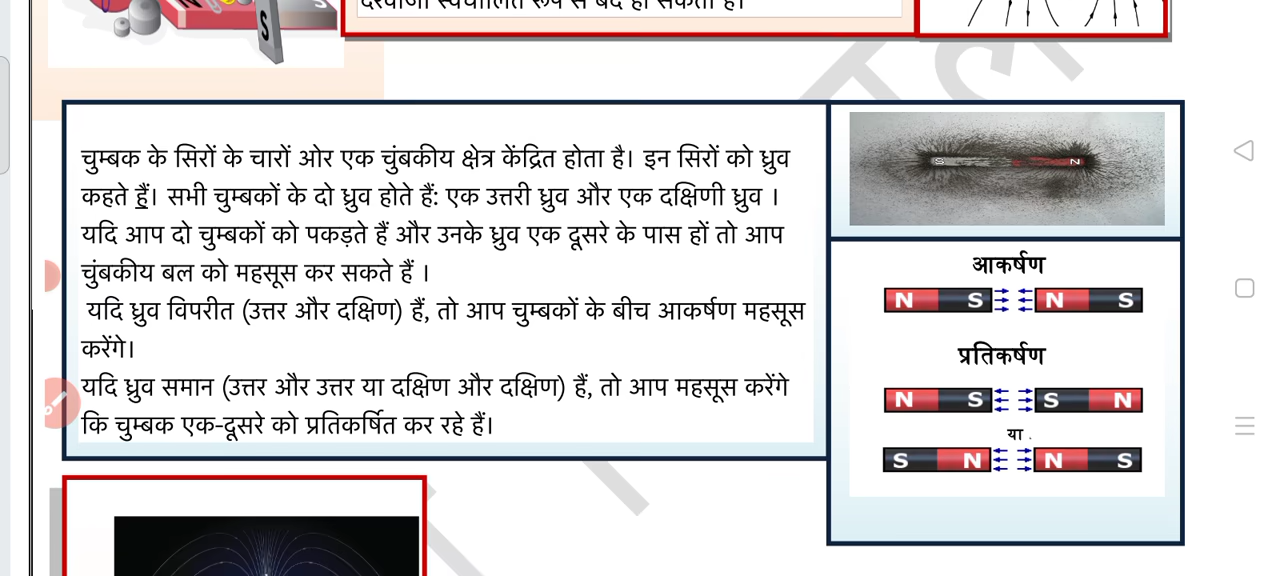 दरवाजा स्वचालित रूप से बंद हो सकता है।
S
चुम्बक के सिरों के चारों ओर एक चुंबकीय क्षेत्र केंद्रित होता है। इन सिरों को ध्रुव
कहते हैं। सभी चुम्बकों के दो ध्रुव होते हैं: एक उत्तरी ध्रुव और एक दक्षिणी ध्रुव ।
यदि आप दो चुम्बकों को पकड़ते हैं और उनके ध्रुव एक दूसरे के पास हों तो आप
चुंबकीय बल को महसूस कर सकते हैं ।
यदि ध्रुव विपरीत (उत्तर और दक्षिण) हैं, तो आप चुम्बकों के बीच आकर्षण महसूस
करेंगे।
यदि ध्रुव समान (उत्तर और उत्तर या दक्षिण और दक्षिण) हैं, तो आप महसूस करेंगे
कि चुम्बक एक-दूसरे को प्रतिकर्षित कर रहे हैं।
S N
आकर्षण
N S N S
प्रतिकर्षण
N S S N
या .
S N N S